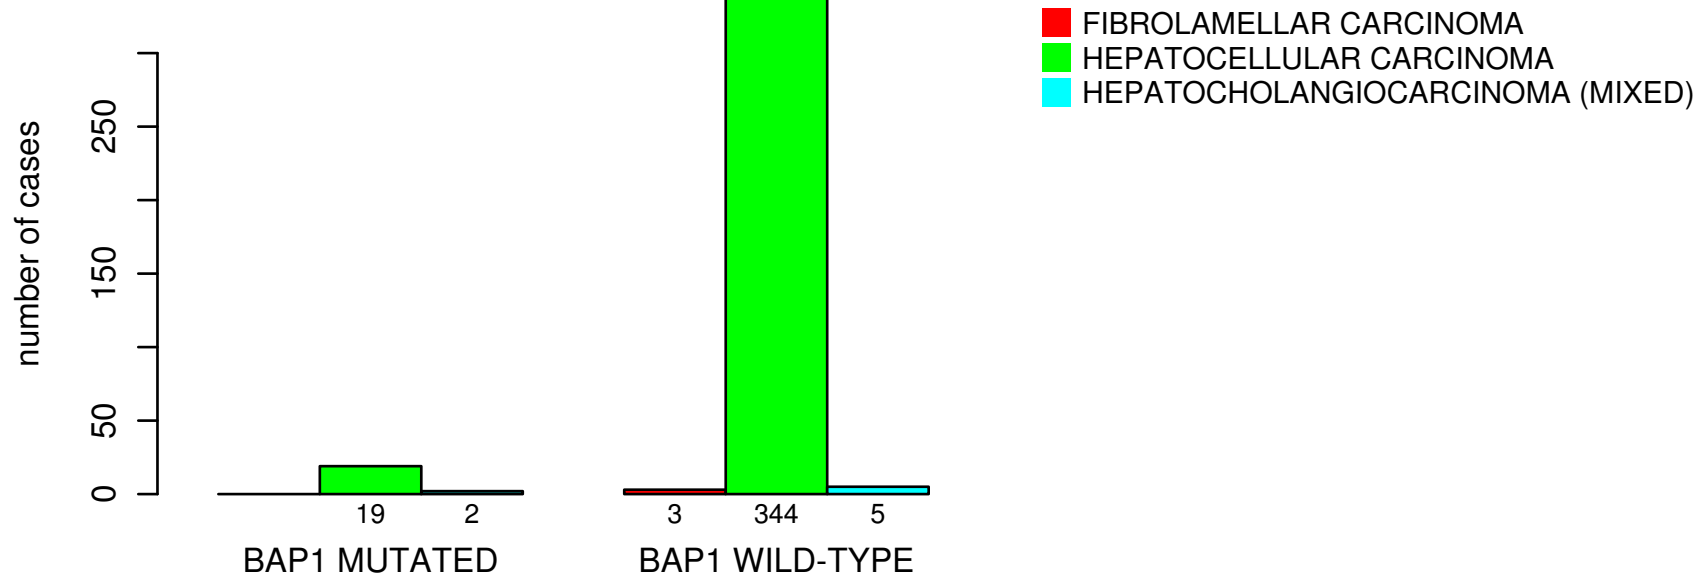 FIBROLAMELLAR CARCINOMA
HEPATOCELLULAR CARCINOMA
HEPATOCHOLANGIOCARCINOMA (MIXED)
number of cases
250
150
50
0
19 2 3 344 5
BAP1 MUTATED BAP1 WILD-TYPE